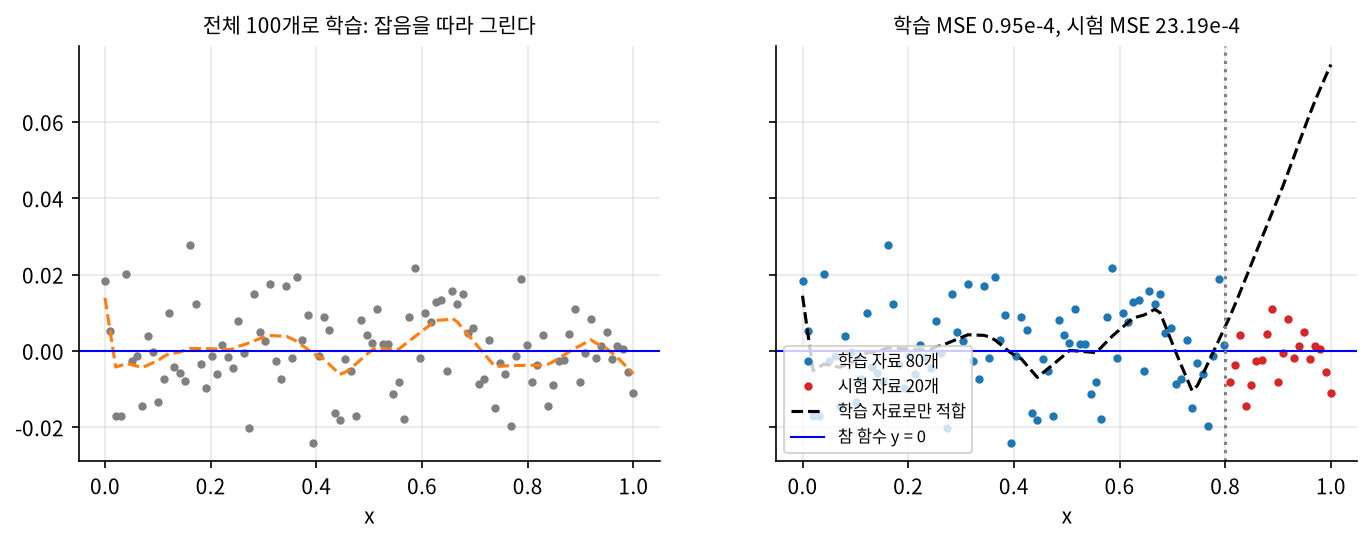 전체 100개로 학습: 잡음을 따라 그린다
0.06
0.04
0.02
0.00
-0.02
0.0 0.2 0.4 0.6 0.8 1.0
x
학습 MSE 0.95e-4, 시험 MSE 23.19e-4
학습 자료 80개
시험 자료 20개
학습 자료로만 적합
참 함수 y = 0
0.0 0.2 0.4 0.6 0.8 1.0
x